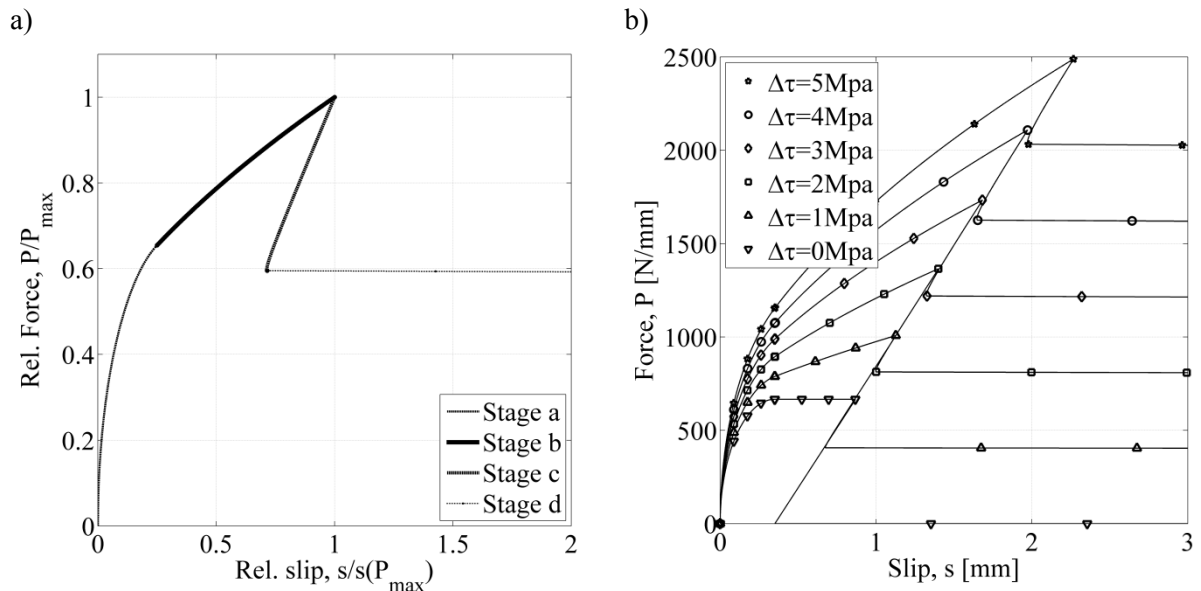 a)
1
0.8
0.6
0.4
0.2
0
Rel. Force, P/Pmax
0
0.5
1
1.5
2
Rel. slip, s/s(Pmax)
Stage a
Stage b
Stage c
Stage d
b)
2500
2000
1500
1000
500
0
Force, P [N/mm]
0
1
2
3
Slip, s [mm]
Δτ=5Mpa
Δτ=4Mpa
Δτ=3Mpa
Δτ=2Mpa
Δτ=1Mpa
Δτ=0Mpa